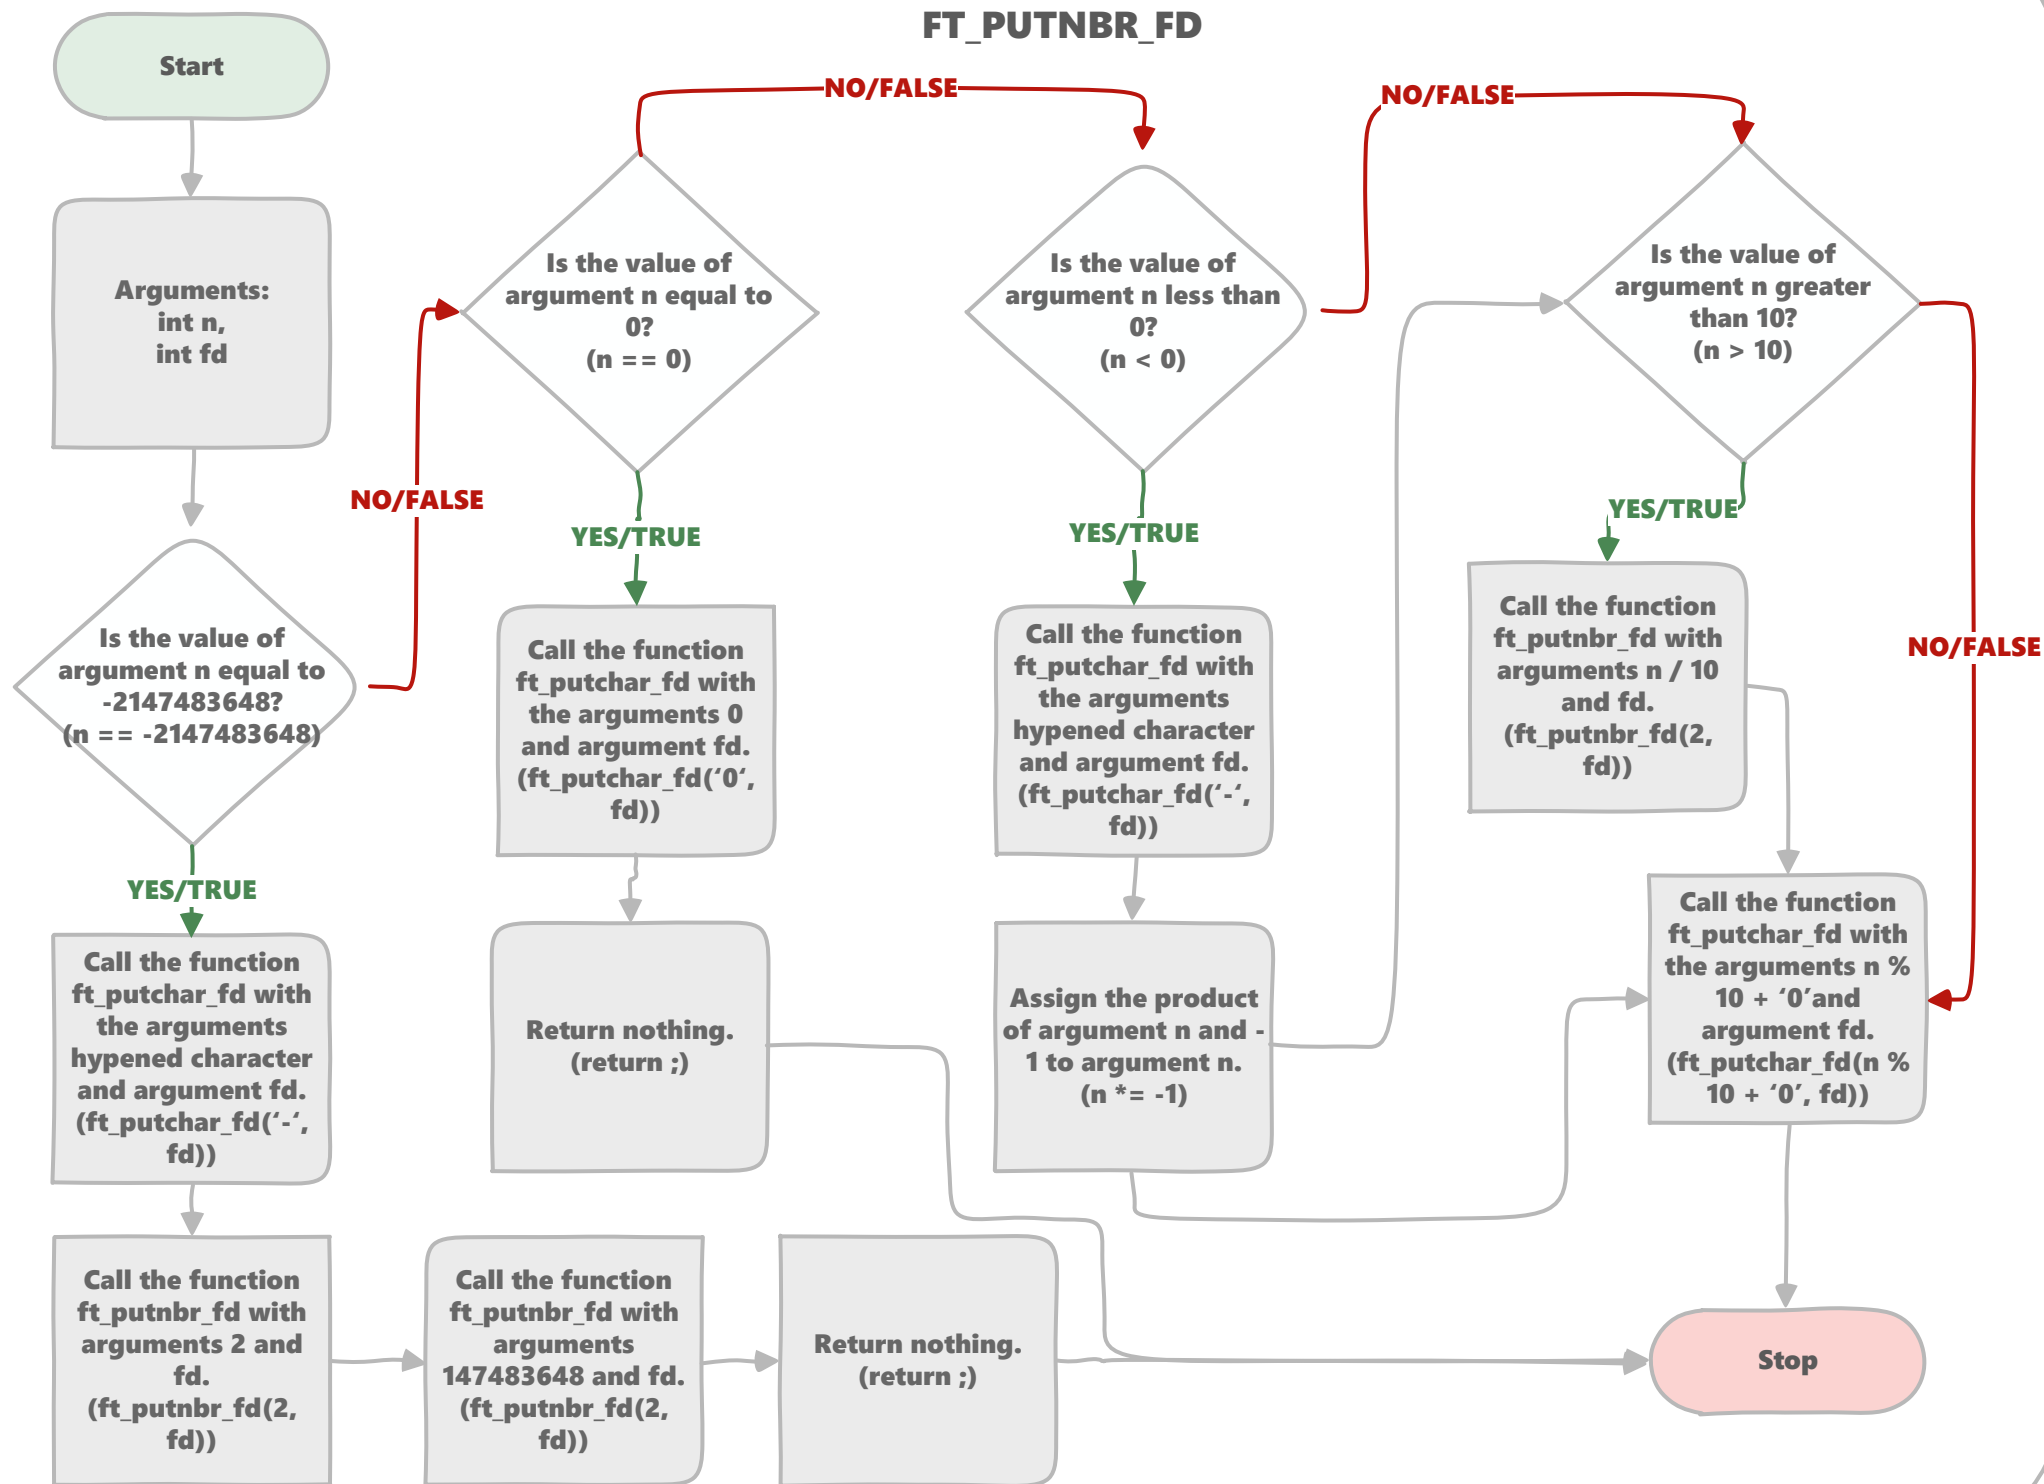 FT_PUTNBR_FD
Start
Arguments:
int n,
int fd
Is the value of
argument n equal to
-2147483648?
(n == -2147483648)
NO/FALSE
YES/TRUE
Call the function
ft_putchar_fd with
the arguments
hypened character
and argument fd.
(ft_putchar_fd(‘-‘,
fd))
Call the function
ft_putnbr_fd with
arguments 2 and
fd.
(ft_putnbr_fd(2,
fd))
Call the function
ft_putnbr_fd with
arguments
147483648 and fd.
(ft_putnbr_fd(2,
fd))
Return nothing.
(return ;)
Is the value of
argument n equal to
0?
(n == 0)
NO/FALSE
YES/TRUE
Call the function
ft_putchar_fd with
the arguments 0
and argument fd.
(ft_putchar_fd(‘0‘,
fd))
Return nothing.
(return ;)
Is the value of
argument n less than
0?
(n < 0)
NO/FALSE
YES/TRUE
Call the function
ft_putchar_fd with
the arguments
hypened character
and argument fd.
(ft_putchar_fd(‘-‘,
fd))
Assign the product
of argument n and -
1 to argument n.
(n *= -1)
Is the value of
argument n greater
than 10?
(n > 10)
YES/TRUE
NO/FALSE
Call the function
ft_putnbr_fd with
arguments n / 10
and fd.
(ft_putnbr_fd(2,
fd))
Call the function
ft_putchar_fd with
the arguments n %
10 + ‘0’and
argument fd.
(ft_putchar_fd(n %
10 + ‘0’, fd))
Stop